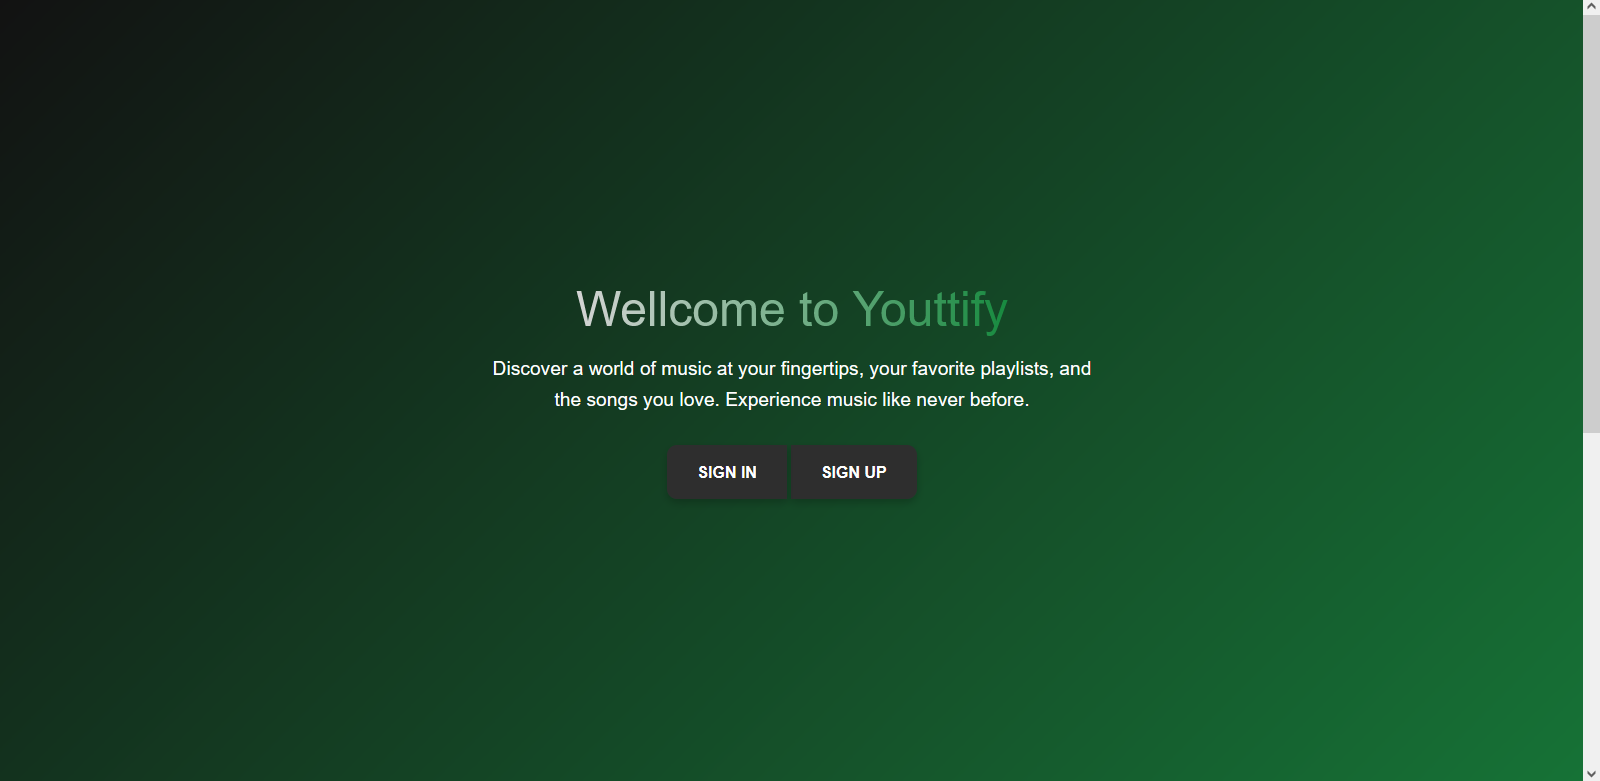 Wellcome to Youttify
Discover a world of music at your fingertips, your favorite playlists, and
the songs you love. Experience music like never before.
SIGN IN SIGN UP